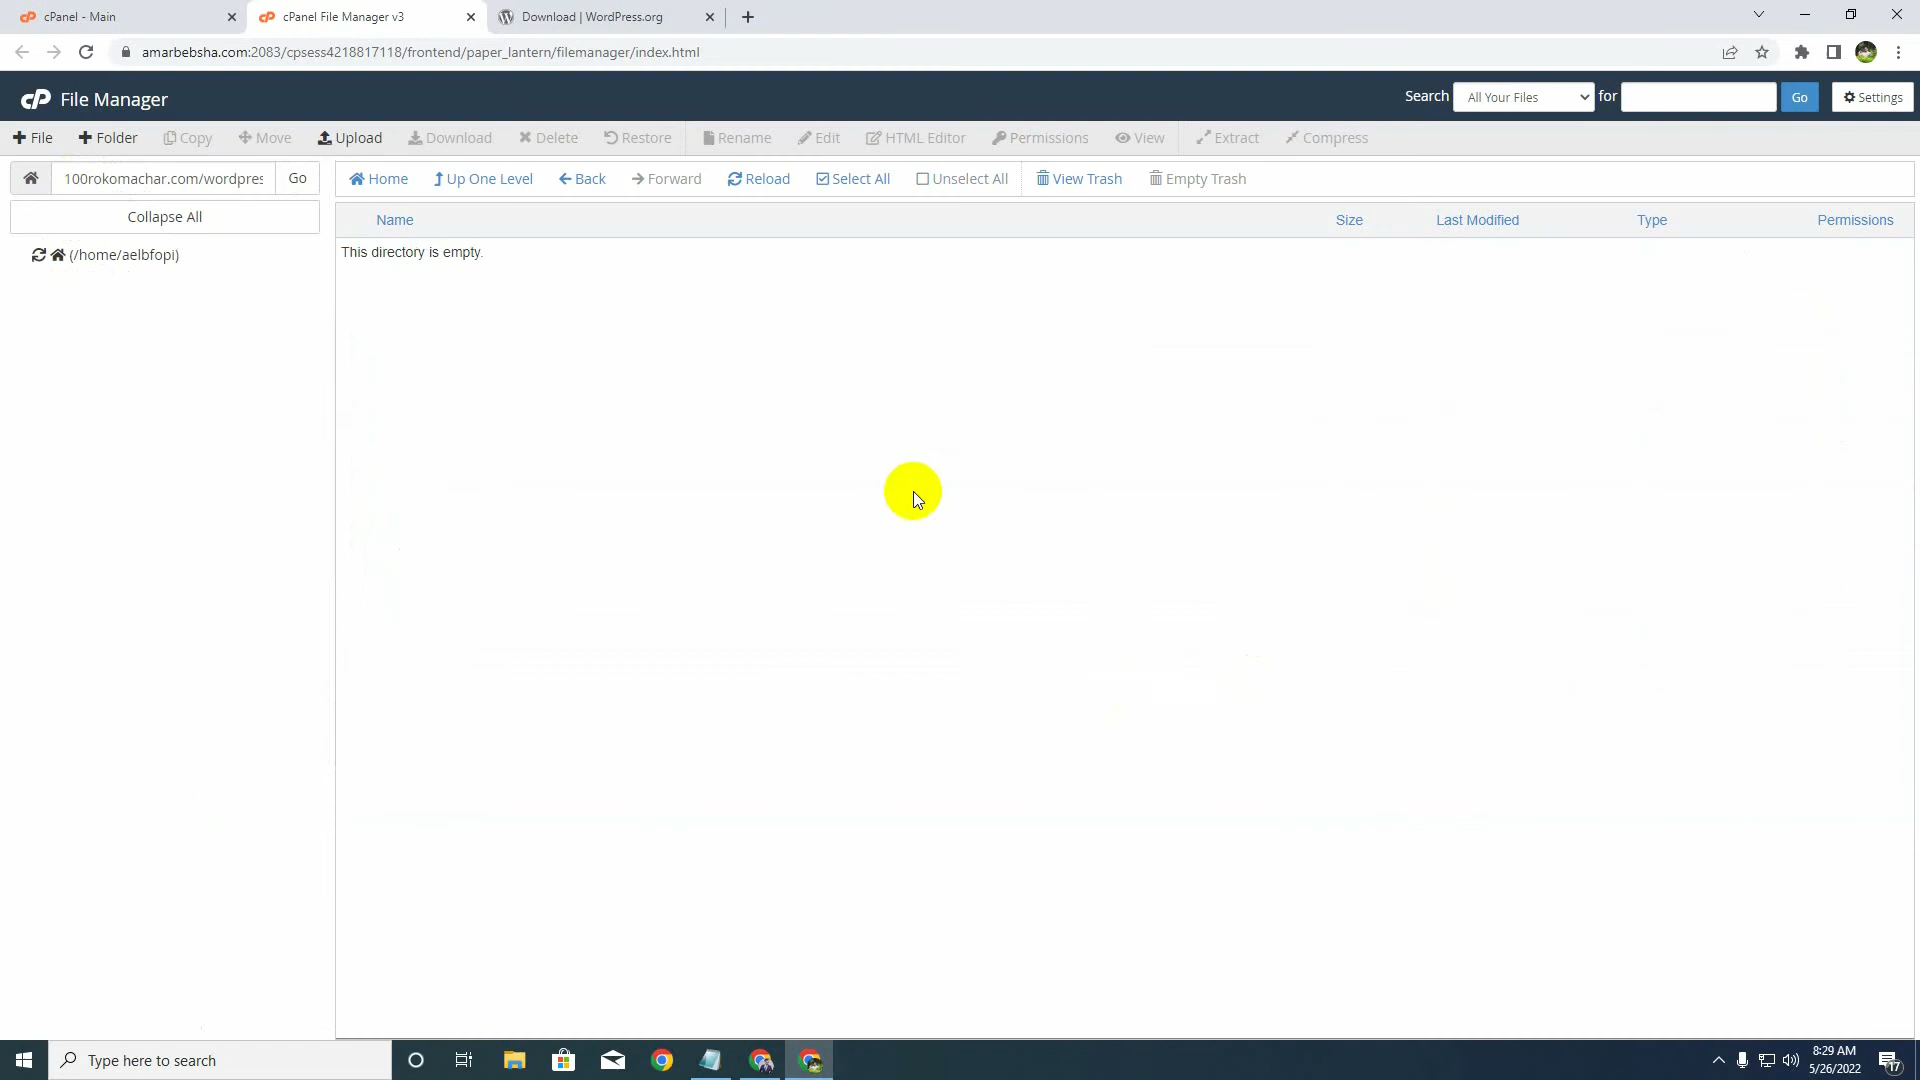 cPanel - Main
cPanel File Manager v3
Download | WordPress.org
amarbebsha.com:2083/cpsess4218817118/frontend/paper_lantern/filemanager/index.html
cP File Manager
Search
All Your Files
for
Go
Settings
File
Folder
Copy
Move
Upload
Download
Delete
Restore
Rename
Edit
HTML Editor
Permissions
View
Extract
Compress
100rokomachar.com/wordpres
Go
Home
Up One Level
Back
Forward
Reload
Select All
Unselect All
View Trash
Empty Trash
Collapse All
Name
Size
Last Modified
Type
Permissions
(/home/aelbfopi)
This directory is empty.
Type here to search
8:29 AM
5/26/2022
17